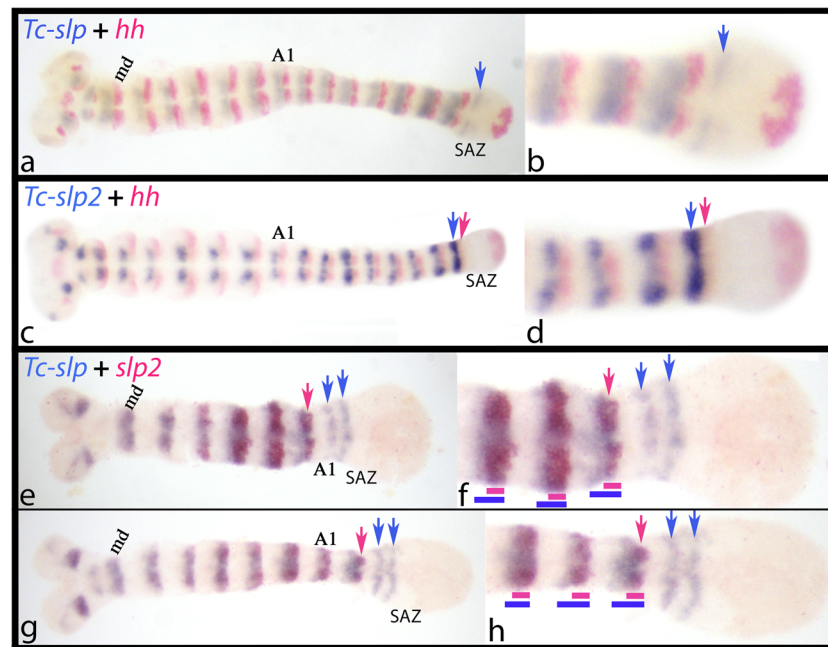 Tc-slp + hh
md
A1
SAZ
a
b
Tc-slp2 + hh
A1
SAZ
c
d
Tc-slp + slp2
md
A1
SAZ
e
f
md
A1
SAZ
g
h